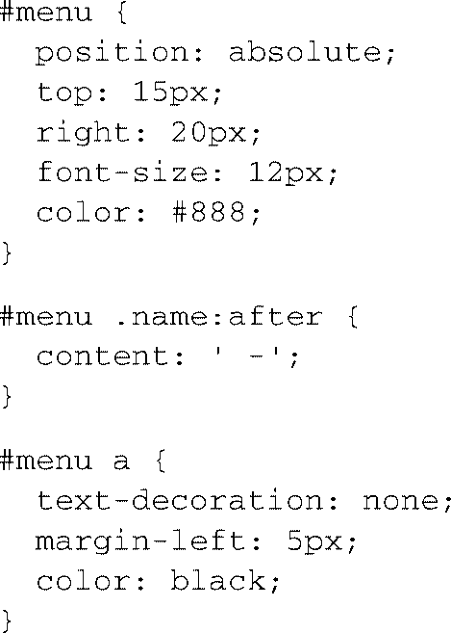 #menu {
  position: absolute;
  top: 15px;
  right: 20px;
  font-size: 12px;
  color: #888;
}

#menu .name:after {
  content: ' -';
}

#menu a {
  text-decoration: none;
  margin-left: 5px;
  color: black;
}